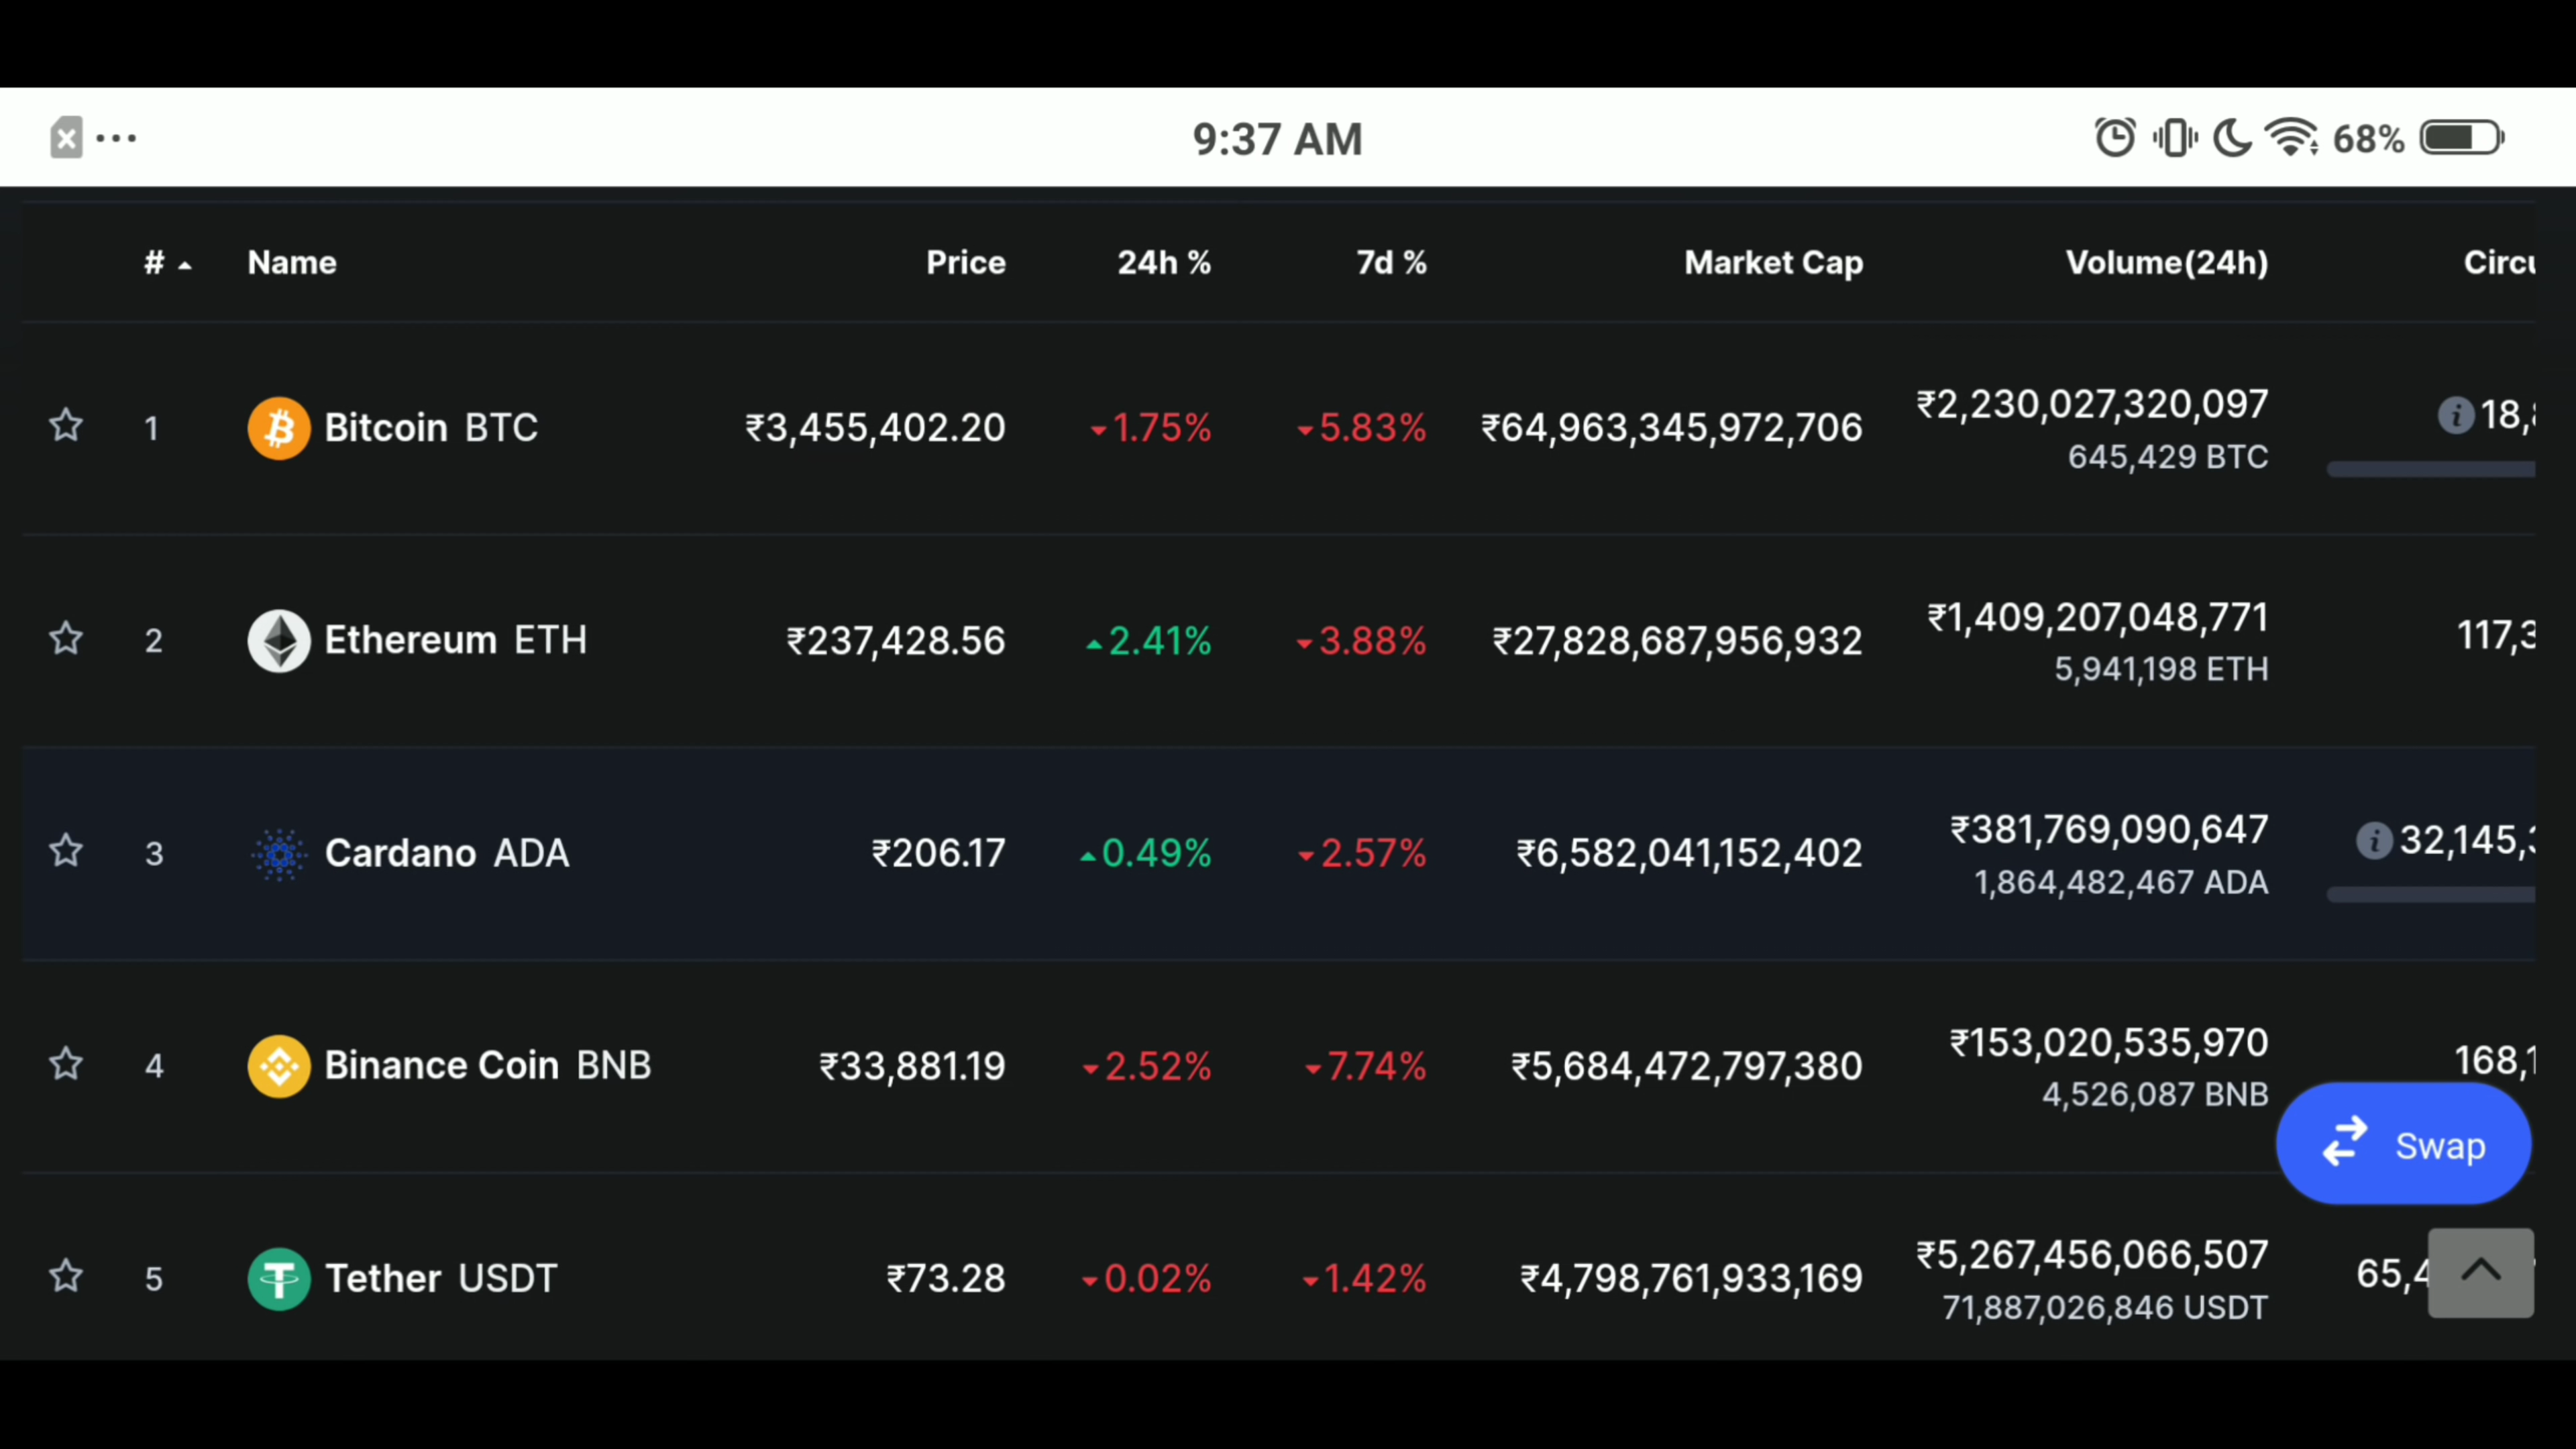 9:37 AM 68%
# Name Price 24h % 7d % Market Cap Volume(24h)
1 Bitcoin BTC ₹3,455,402.20 1.75% 5.83% ₹64,963,345,972,706 ₹2,230,027,320,097
645,429 BTC
2 Ethereum ETH ₹237,428.56 2.41% 3.88% ₹27,828,687,956,932 ₹1,409,207,048,771
5,941,198 ETH
3 Cardano ADA ₹206.17 0.49% 2.57% ₹6,582,041,152,402 ₹381,769,090,647
1,864,482,467 ADA
4 Binance Coin BNB ₹33,881.19 2.52% 7.74% ₹5,684,472,797,380 ₹153,020,535,970
4,526,087 BNB
Swap
5 Tether USDT ₹73.28 0.02% 1.42% ₹4,798,761,933,169 ₹5,267,456,066,507
71,887,026,846 USDT